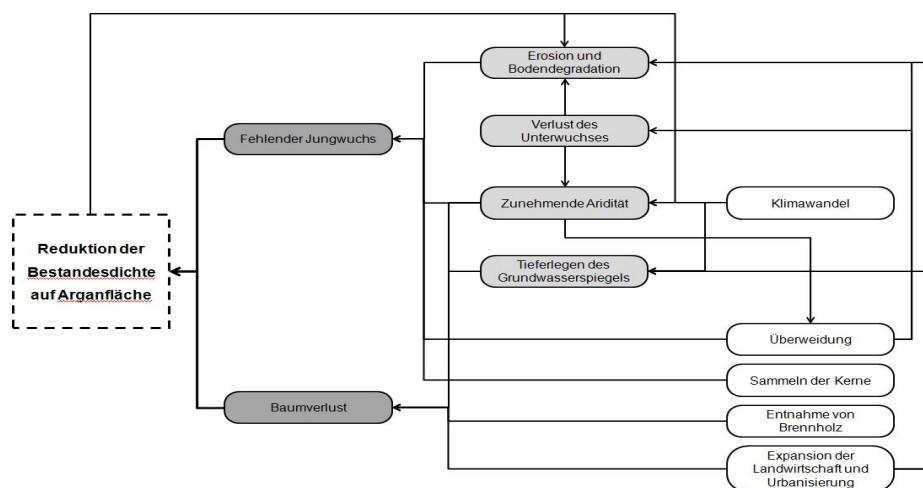 Erosion und
Bodendegradation
Verlust des
Unterwuchses
Fehlender Jungwuchs
Zunehmende Aridität
Klimawandel
Reduktion der
Bestandesdichte
auf Arganfläche
Tieferlegen des
Grundwasserspiegels
Überweidung
Sammeln der Kerne
Baumverlust
Entnahme von
Brennholz
Expansion der
Landwirtschaft und
Urbanisierung